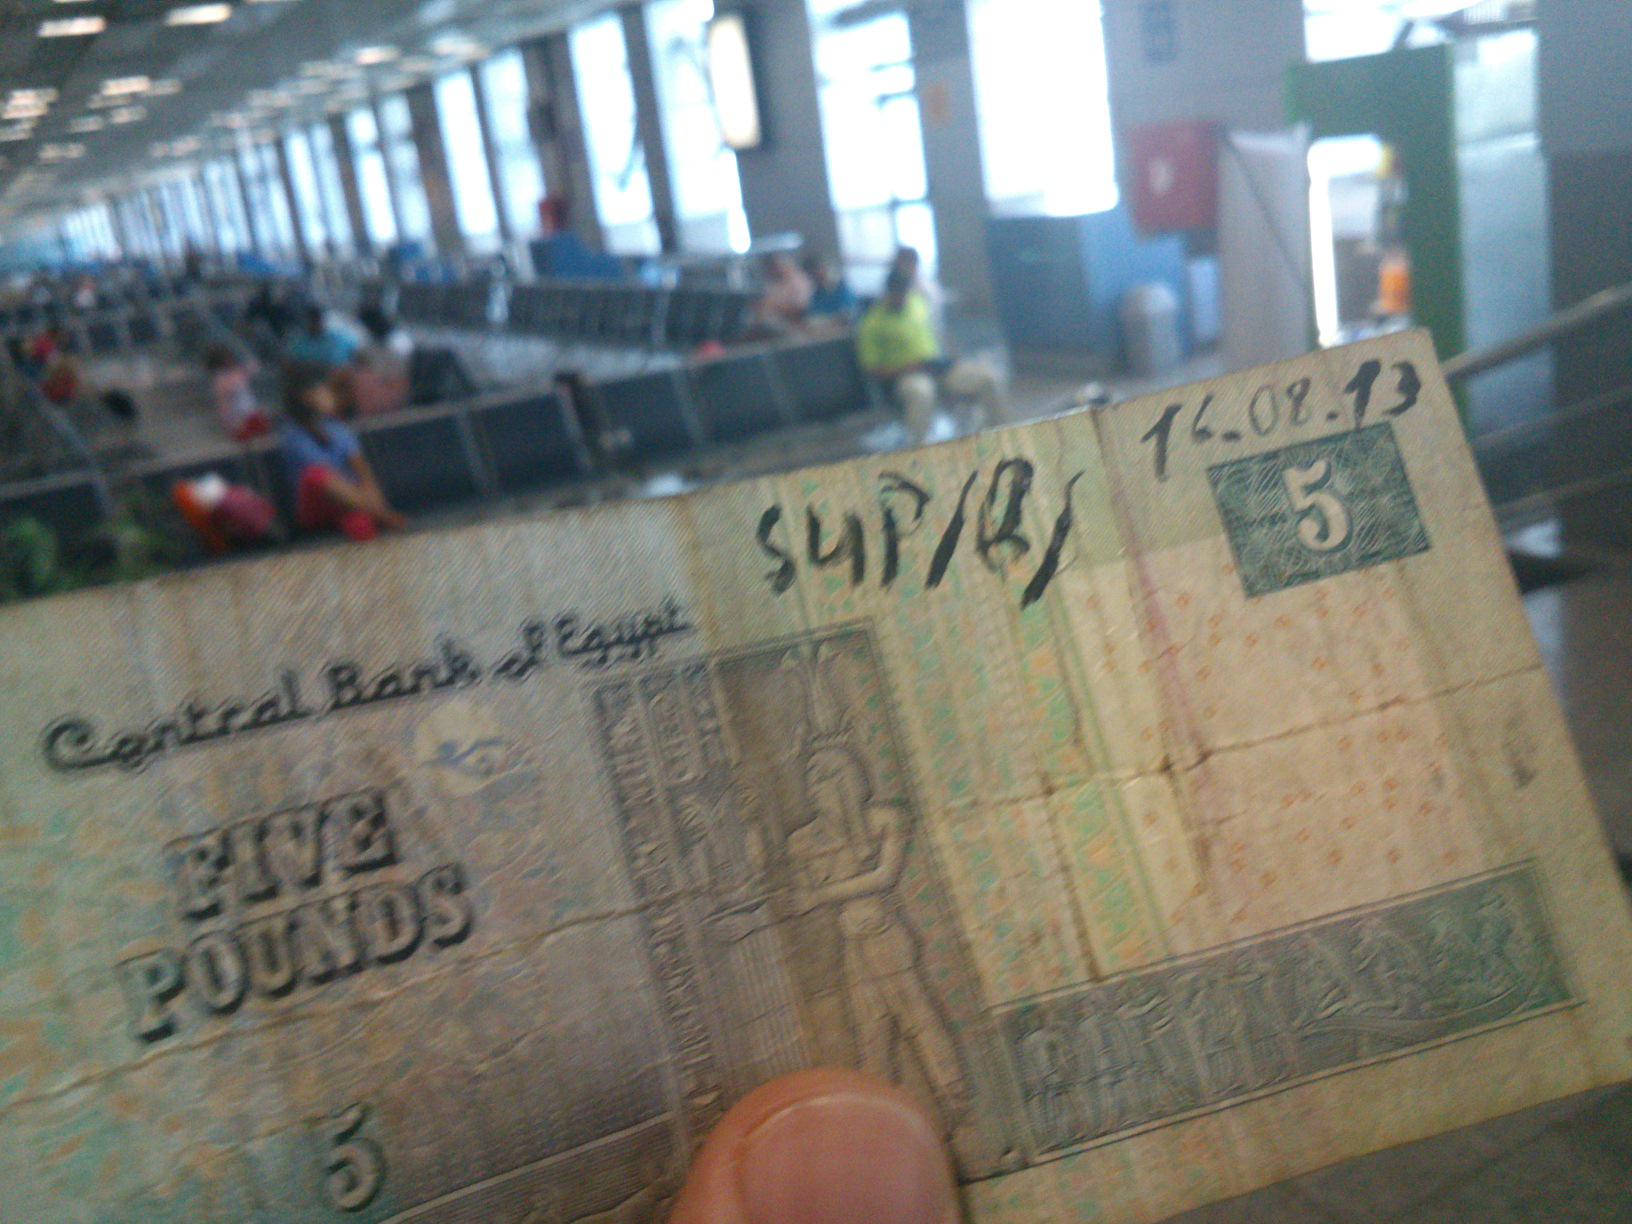 16.08.13
SUP/B/
5
Central Bank of Egypt
FIVE
POUNDS
5